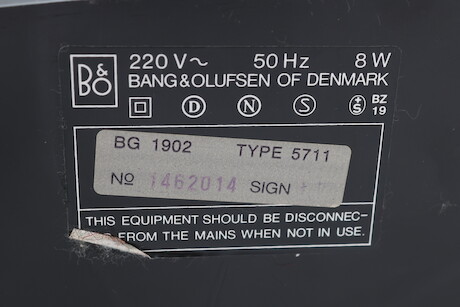 B&O
220 V~ 50 Hz 8 W
BANG&OLUFSEN OF DENMARK
D N S S BZ
19
BG 1902 TYPE 5711
No 1462014 SIGN
THIS EQUIPMENT SHOULD BE DISCONNEC-
FROM THE MAINS WHEN NOT IN USE.